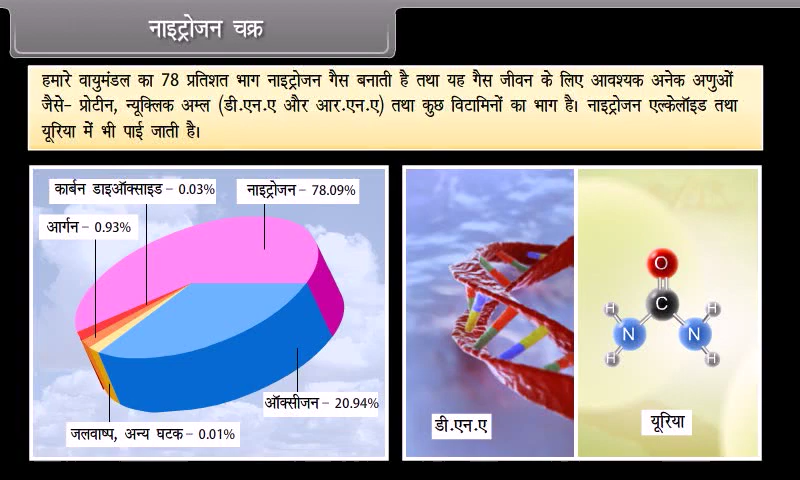 नाइट्रोजन चक्र
हमारे वायुमंडल का 78 प्रतिशत भाग नाइट्रोजन गैस बनाती है तथा यह गैस जीवन के लिए आवश्यक अनेक अणुओं
जैसे- प्रोटीन, न्यूक्लिक अम्ल (डी.एन.ए और आर.एन.ए) तथा कुछ विटामिनों का भाग है। नाइट्रोजन एल्केलॉइड तथा
यूरिया में भी पाई जाती है।
कार्बन डाइऑक्साइड - 0.03%
नाइट्रोजन - 78.09%
आर्गन - 0.93%
ऑक्सीजन - 20.94%
जलवाष्प, अन्य घटक - 0.01%
डी.एन.ए
O
C
H
H
N
N
H
H
यूरिया